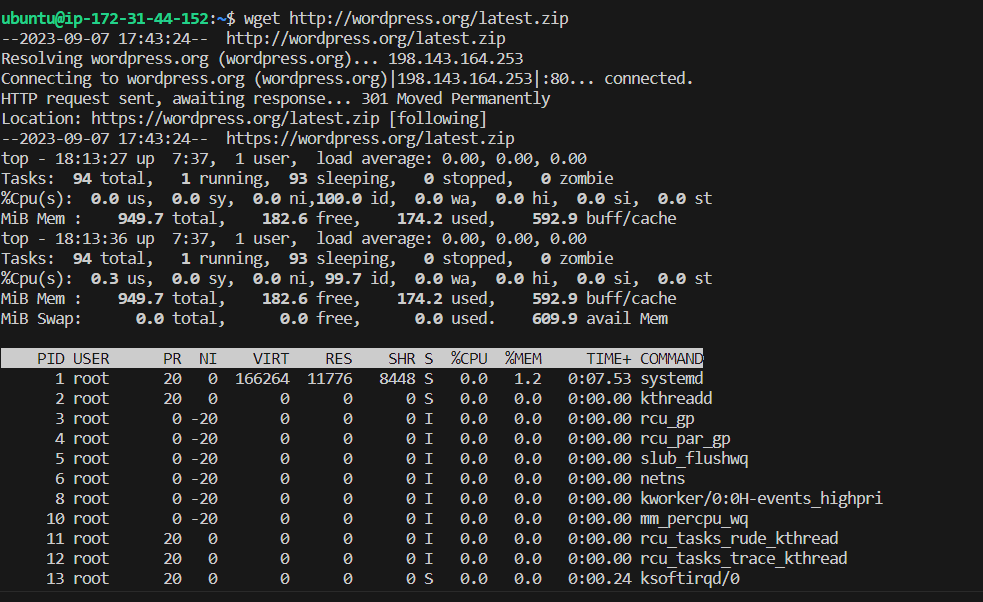 ubuntu@ip-172-31-44-152:~$ wget http://wordpress.org/latest.zip
--2023-09-07 17:43:24--  http://wordpress.org/latest.zip
Resolving wordpress.org (wordpress.org)... 198.143.164.253
Connecting to wordpress.org (wordpress.org)|198.143.164.253|:80... connected.
HTTP request sent, awaiting response... 301 Moved Permanently
Location: https://wordpress.org/latest.zip [following]
--2023-09-07 17:43:24--  https://wordpress.org/latest.zip
top - 18:13:27 up  7:37,  1 user,  load average: 0.00, 0.00, 0.00
Tasks:  94 total,   1 running,  93 sleeping,   0 stopped,   0 zombie
%Cpu(s):  0.0 us,  0.0 sy,  0.0 ni,100.0 id,  0.0 wa,  0.0 hi,  0.0 si,  0.0 st
MiB Mem :    949.7 total,    182.6 free,    174.2 used,    592.9 buff/cache
top - 18:13:36 up  7:37,  1 user,  load average: 0.00, 0.00, 0.00
Tasks:  94 total,   1 running,  93 sleeping,   0 stopped,   0 zombie
%Cpu(s):  0.3 us,  0.0 sy,  0.0 ni, 99.7 id,  0.0 wa,  0.0 hi,  0.0 si,  0.0 st
MiB Mem :    949.7 total,    182.6 free,    174.2 used,    592.9 buff/cache
MiB Swap:      0.0 total,      0.0 free,      0.0 used.    609.9 avail Mem
    PID USER      PR  NI    VIRT    RES    SHR S  %CPU  %MEM     TIME+ COMMAND
      1 root      20   0  166264  11776   8448 S   0.0   1.2   0:07.53 systemd
      2 root      20   0       0      0      0 S   0.0   0.0   0:00.00 kthreadd
      3 root       0 -20       0      0      0 I   0.0   0.0   0:00.00 rcu_gp
      4 root       0 -20       0      0      0 I   0.0   0.0   0:00.00 rcu_par_gp
      5 root       0 -20       0      0      0 I   0.0   0.0   0:00.00 slub_flushwq
      6 root       0 -20       0      0      0 I   0.0   0.0   0:00.00 netns
      8 root       0 -20       0      0      0 I   0.0   0.0   0:00.00 kworker/0:0H-events_highpri
     10 root       0 -20       0      0      0 I   0.0   0.0   0:00.00 mm_percpu_wq
     11 root      20   0       0      0      0 I   0.0   0.0   0:00.00 rcu_tasks_rude_kthread
     12 root      20   0       0      0      0 I   0.0   0.0   0:00.00 rcu_tasks_trace_kthread
     13 root      20   0       0      0      0 S   0.0   0.0   0:00.24 ksoftirqd/0